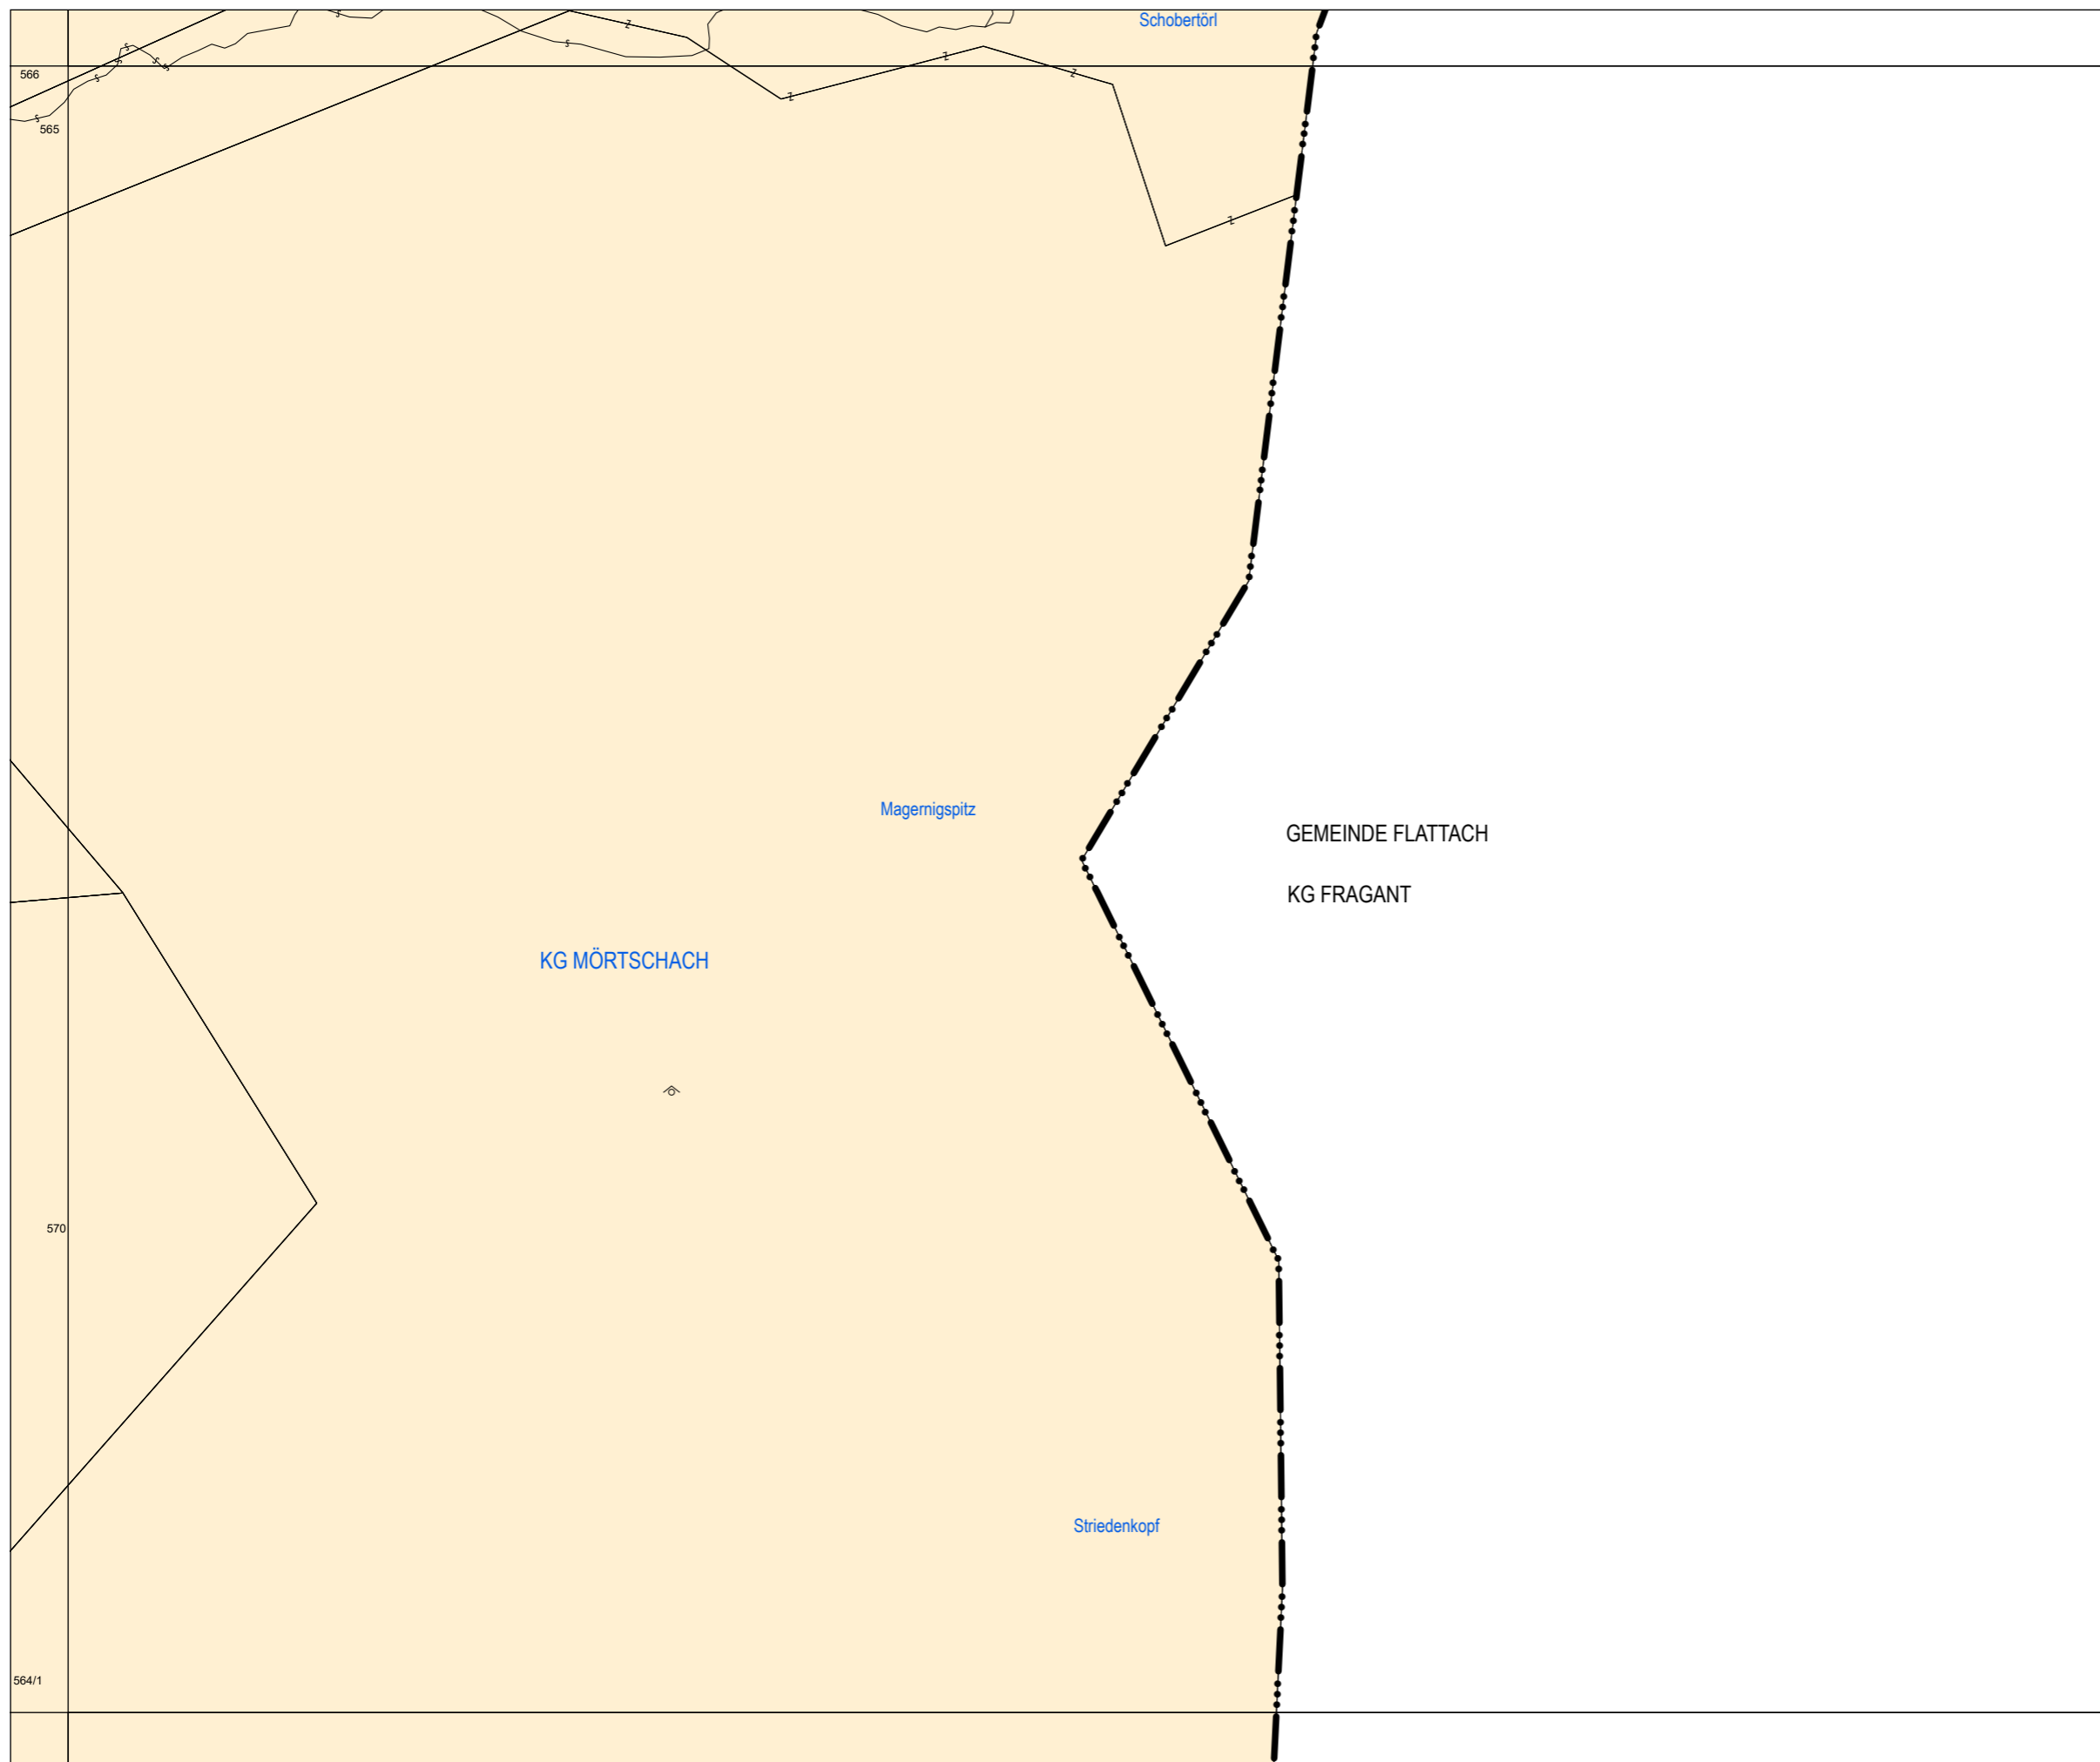 Schobertörl
566
565
Magernigspitz
GEMEINDE FLATTACH
KG FRAGANT
KG MÖRTSCHACH
570
Striedenkopf
564/1